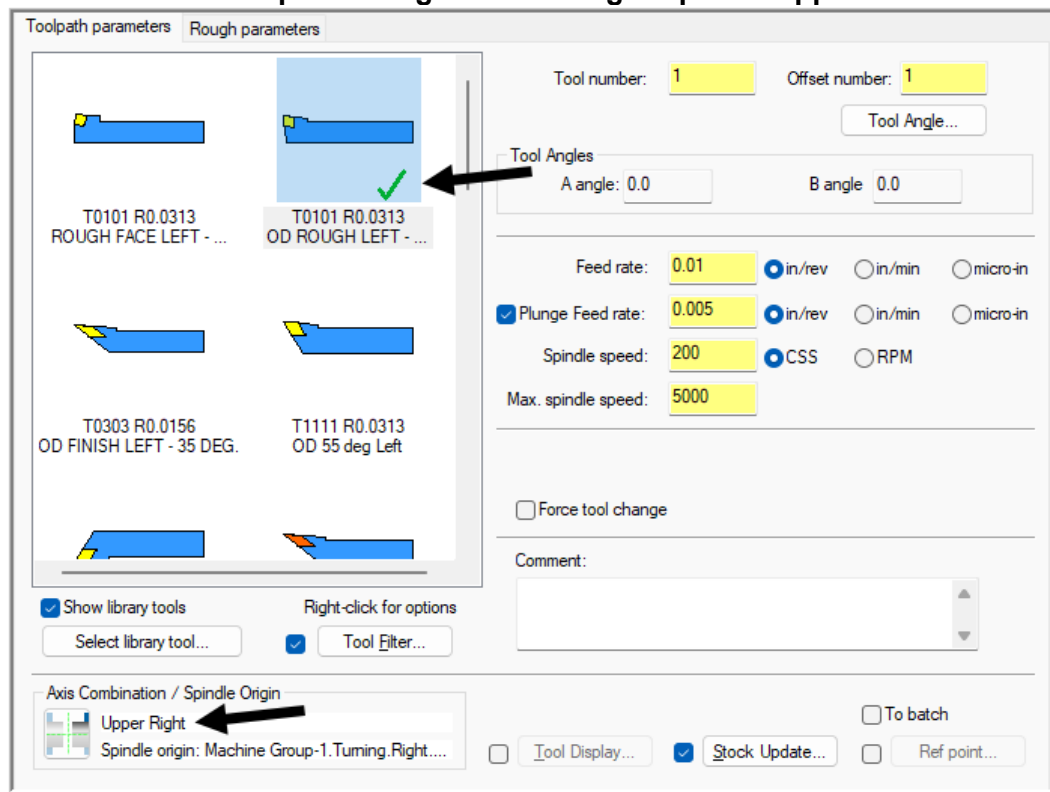 Toolpath parameters Rough parameters
T0101 R0.0313
ROUGH FACE LEFT - ...
T0101 R0.0313
OD ROUGH LEFT - ...
T0303 R0.0156
OD FINISH LEFT - 35 DEG.
T1111 R0.0313
OD 55 deg Left
Show library tools Right-click for options
Select library tool... Tool Filter...
Tool number: 1 Offset number: 1
Tool Angle...
Tool Angles
A angle: 0.0 B angle 0.0
Feed rate: 0.01 in/rev in/min micro-in
Plunge Feed rate: 0.005 in/rev in/min micro-in
Spindle speed: 200 CSS RPM
Max. spindle speed: 5000
Force tool change
Comment:
Axis Combination / Spindle Origin
Upper Right
Spindle origin: Machine Group-1.Turning.Right....
To batch
Tool Display... Stock Update... Ref point...